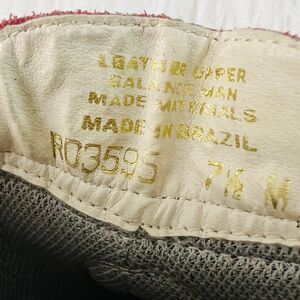 LEATHER UPPER
BALANCE MAN
MADE MATERIALS
MADE IN BRAZIL
R03595 7½ M